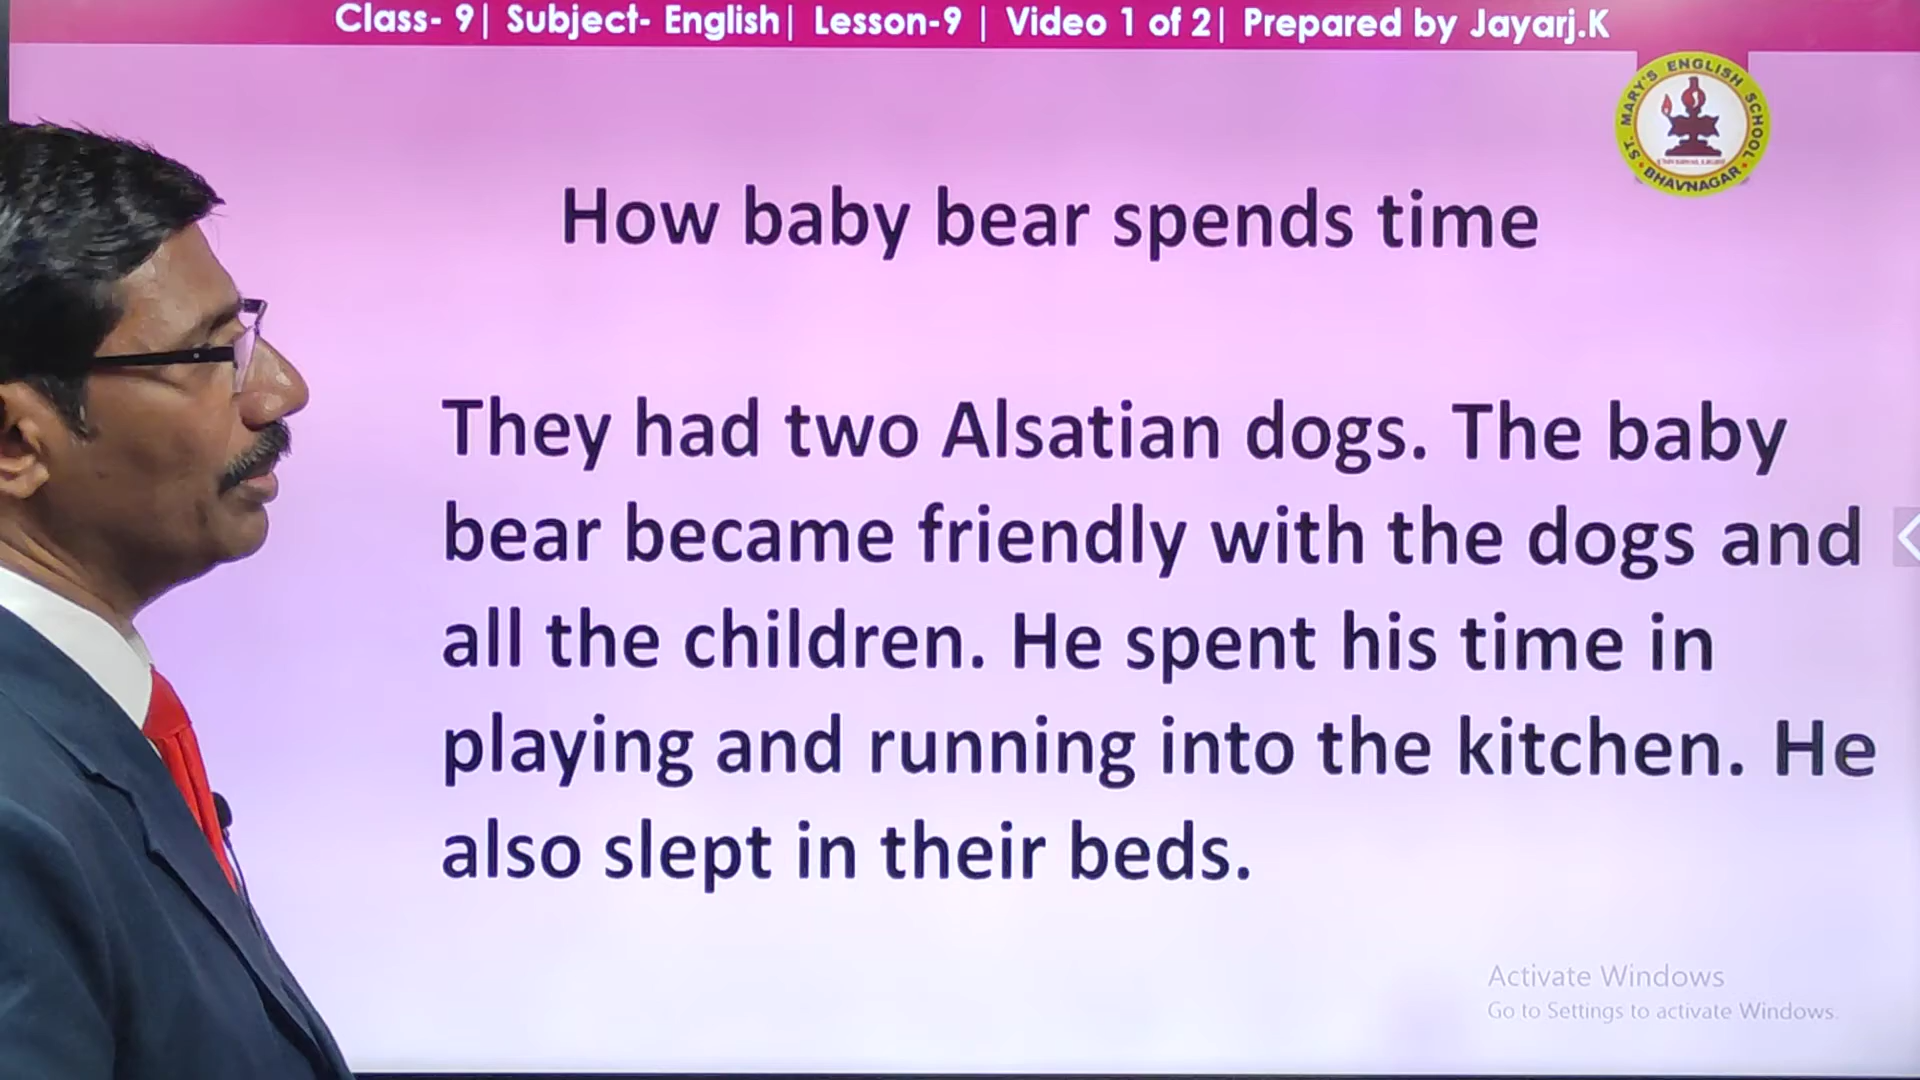 Class- 9| Subject- English| Lesson-9 | Video 1 of 2| Prepared by Jayarj.K
ST. MARY'S ENGLISH SCHOOL
BHAVNAGAR
How baby bear spends time
They had two Alsatian dogs. The baby
bear became friendly with the dogs and
all the children. He spent his time in
playing and running into the kitchen. He
also slept in their beds.
Activate Windows
Go to Settings to activate Windows.